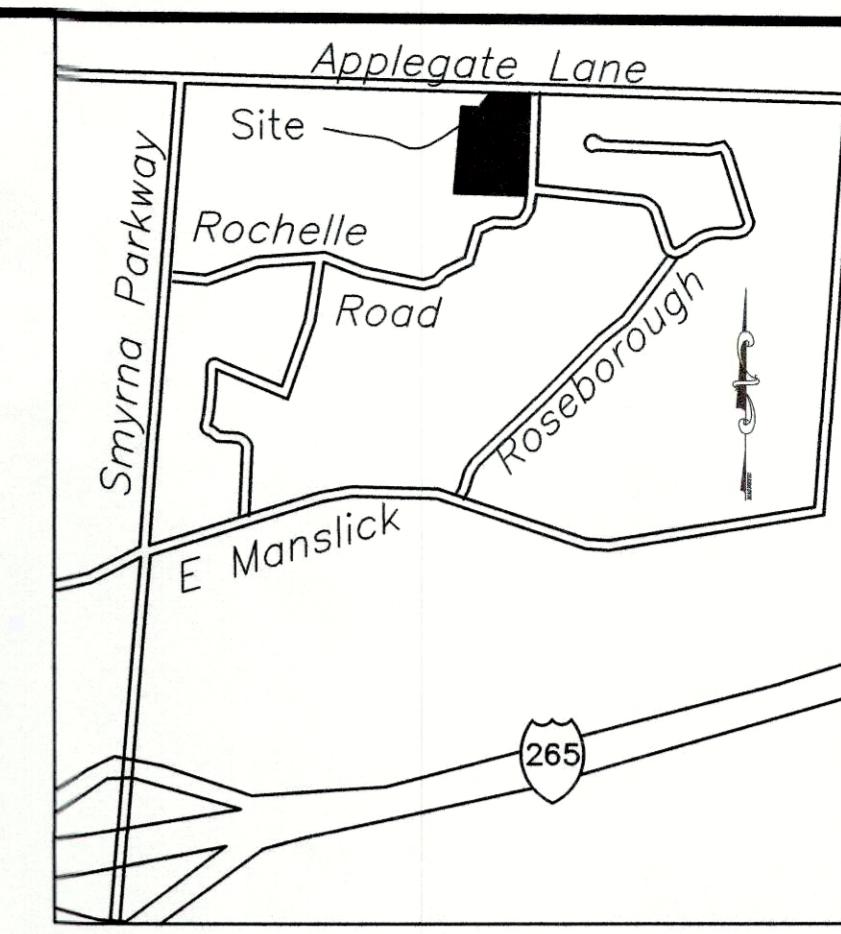 Applegate Lane
Site
Smyrna Parkway
Rochelle
Road
Roseborough
E Manslick
265